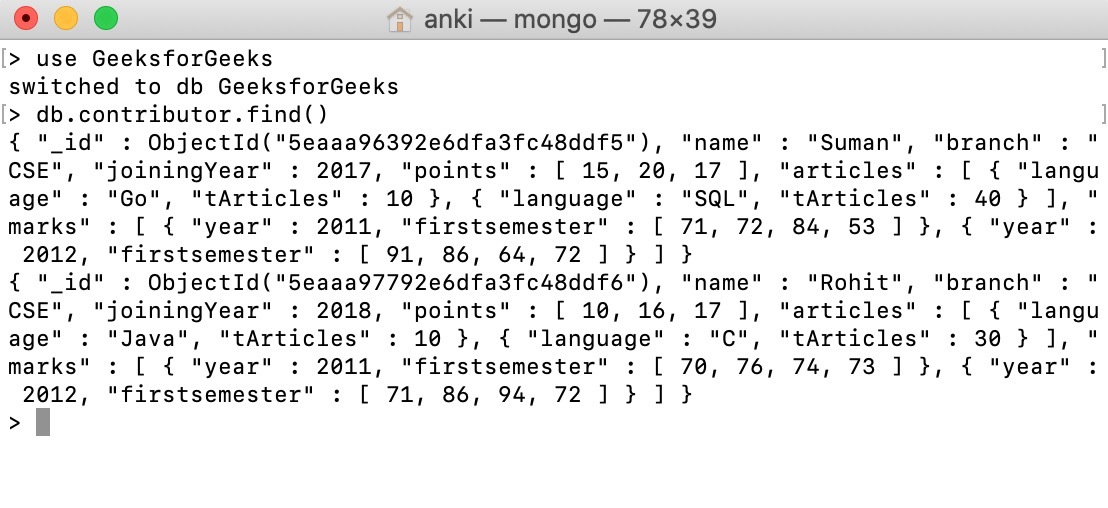 anki — mongo — 78×39
[> use GeeksforGeeks ]
switched to db GeeksforGeeks
[> db.contributor.find() ]
{ "_id" : ObjectId("5eaaa96392e6dfa3fc48ddf5"), "name" : "Suman", "branch" : "
CSE", "joiningYear" : 2017, "points" : [ 15, 20, 17 ], "articles" : [ { "langu
age" : "Go", "tArticles" : 10 }, { "language" : "SQL", "tArticles" : 40 } ], "
marks" : [ { "year" : 2011, "firstsemester" : [ 71, 72, 84, 53 ] }, { "year" :
 2012, "firstsemester" : [ 91, 86, 64, 72 ] } ] }
{ "_id" : ObjectId("5eaaa97792e6dfa3fc48ddf6"), "name" : "Rohit", "branch" : "
CSE", "joiningYear" : 2018, "points" : [ 10, 16, 17 ], "articles" : [ { "langu
age" : "Java", "tArticles" : 10 }, { "language" : "C", "tArticles" : 30 } ], "
marks" : [ { "year" : 2011, "firstsemester" : [ 70, 76, 74, 73 ] }, { "year" :
 2012, "firstsemester" : [ 71, 86, 94, 72 ] } ] }
>